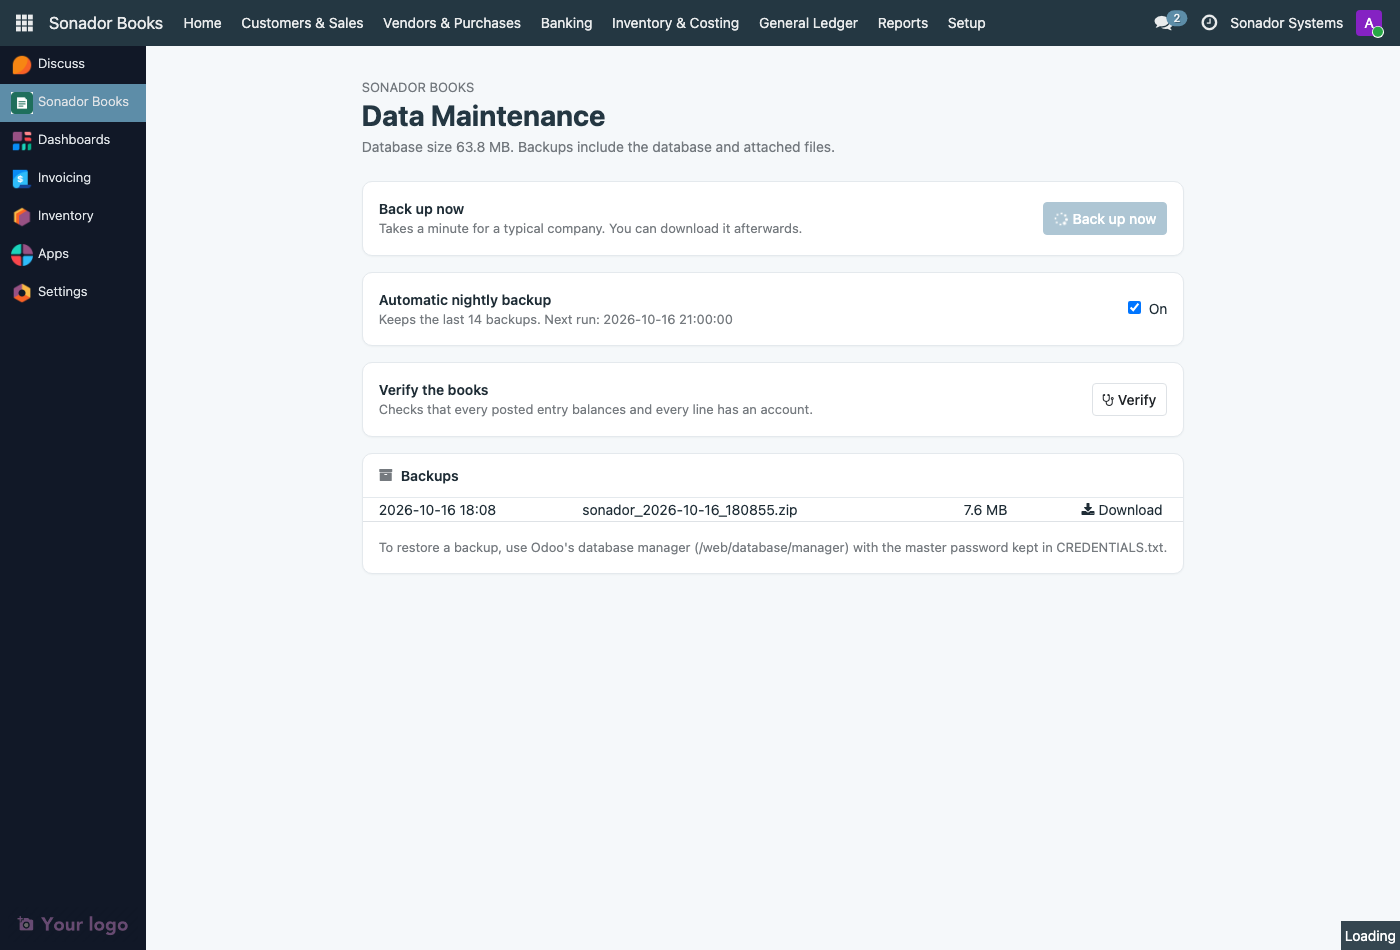 Sonador Books
Home
Customers & Sales
Vendors & Purchases
Banking
Inventory & Costing
General Ledger
Reports
Setup
2
Sonador Systems
A
Discuss
Sonador Books
Dashboards
Invoicing
Inventory
Apps
Settings
Your logo
SONADOR BOOKS
Data Maintenance
Database size 63.8 MB. Backups include the database and attached files.
Back up now
Takes a minute for a typical company. You can download it afterwards.
Back up now
Automatic nightly backup
Keeps the last 14 backups. Next run: 2026-10-16 21:00:00
On
Verify the books
Checks that every posted entry balances and every line has an account.
Verify
Backups
2026-10-16 18:08 sonador_2026-10-16_180855.zip 7.6 MB Download
To restore a backup, use Odoo's database manager (/web/database/manager) with the master password kept in CREDENTIALS.txt.
Loading